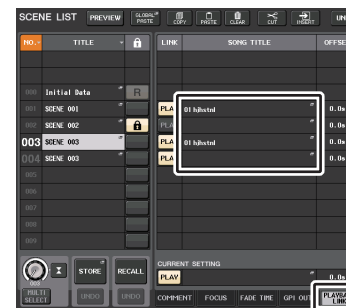 SCENE LIST PREVIEW GLOBAL PASTE COPY PASTE CLEAR CUT INSERT UN
NO. TITLE LINK SONG TITLE OFFSE
000 Initial Data R
001 SCENE 001 PLA 01 hjhstnl 0.0s
002 SCENE 002 PLA 0.0s
003 SCENE 003 PLA 01 hjhstnl 0.0s
004 SCENE 003 PLA 0.0s
005
006
007
008
009
CURRENT SETTING
003 STORE RECALL PLAY 0.0s
MULTI SELECT UNDO UNDO COMMENT FOCUS FADE TIME GPI OUT PLAYBA LINK